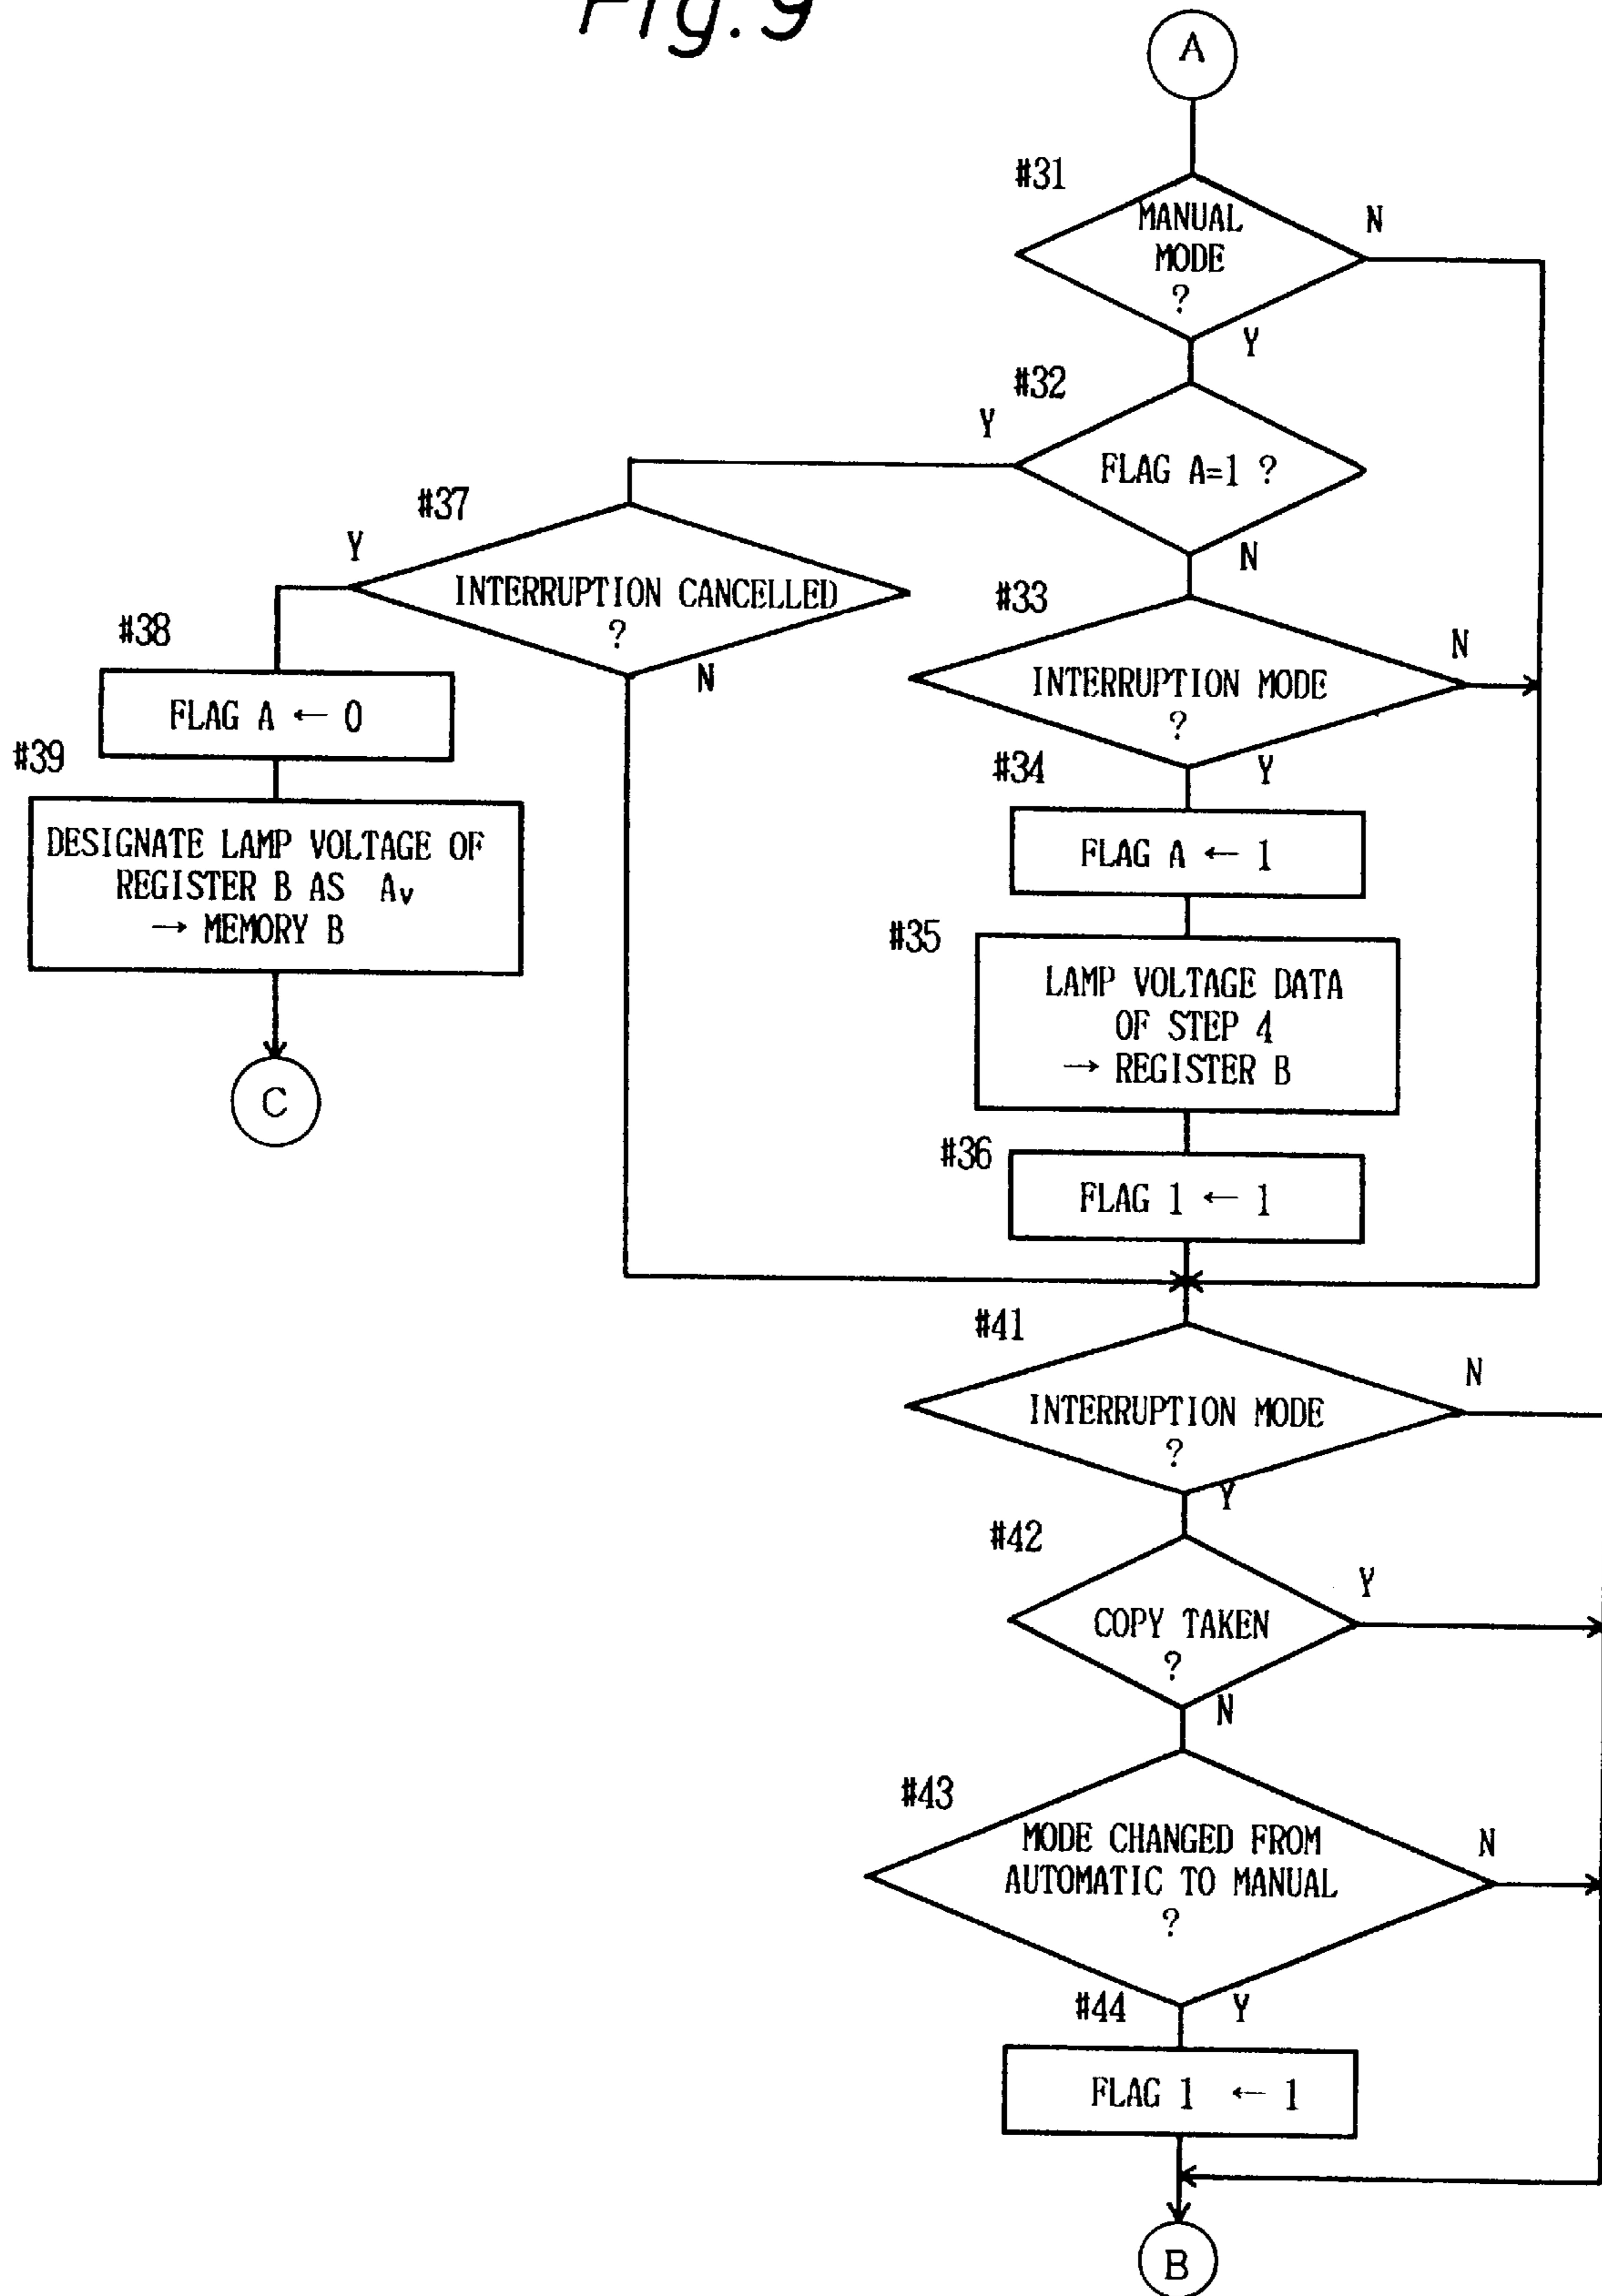 Fig. 9
A
#31
MANUAL
MODE
?
N
Y
#32
Y
FLAG A=1 ?
N
#37
Y
INTERRUPTION CANCELLED
?
N
#33
INTERRUPTION MODE
?
N
Y
#38
FLAG A ← 0
#39
DESIGNATE LAMP VOLTAGE OF
REGISTER B AS Av
→ MEMORY B
C
#34
FLAG A ← 1
#35
LAMP VOLTAGE DATA
OF STEP 4
→ REGISTER B
#36
FLAG 1 ← 1
#41
INTERRUPTION MODE
?
N
Y
#42
COPY TAKEN
?
Y
N
#43
MODE CHANGED FROM
AUTOMATIC TO MANUAL
?
N
Y
#44
FLAG 1 ← 1
B